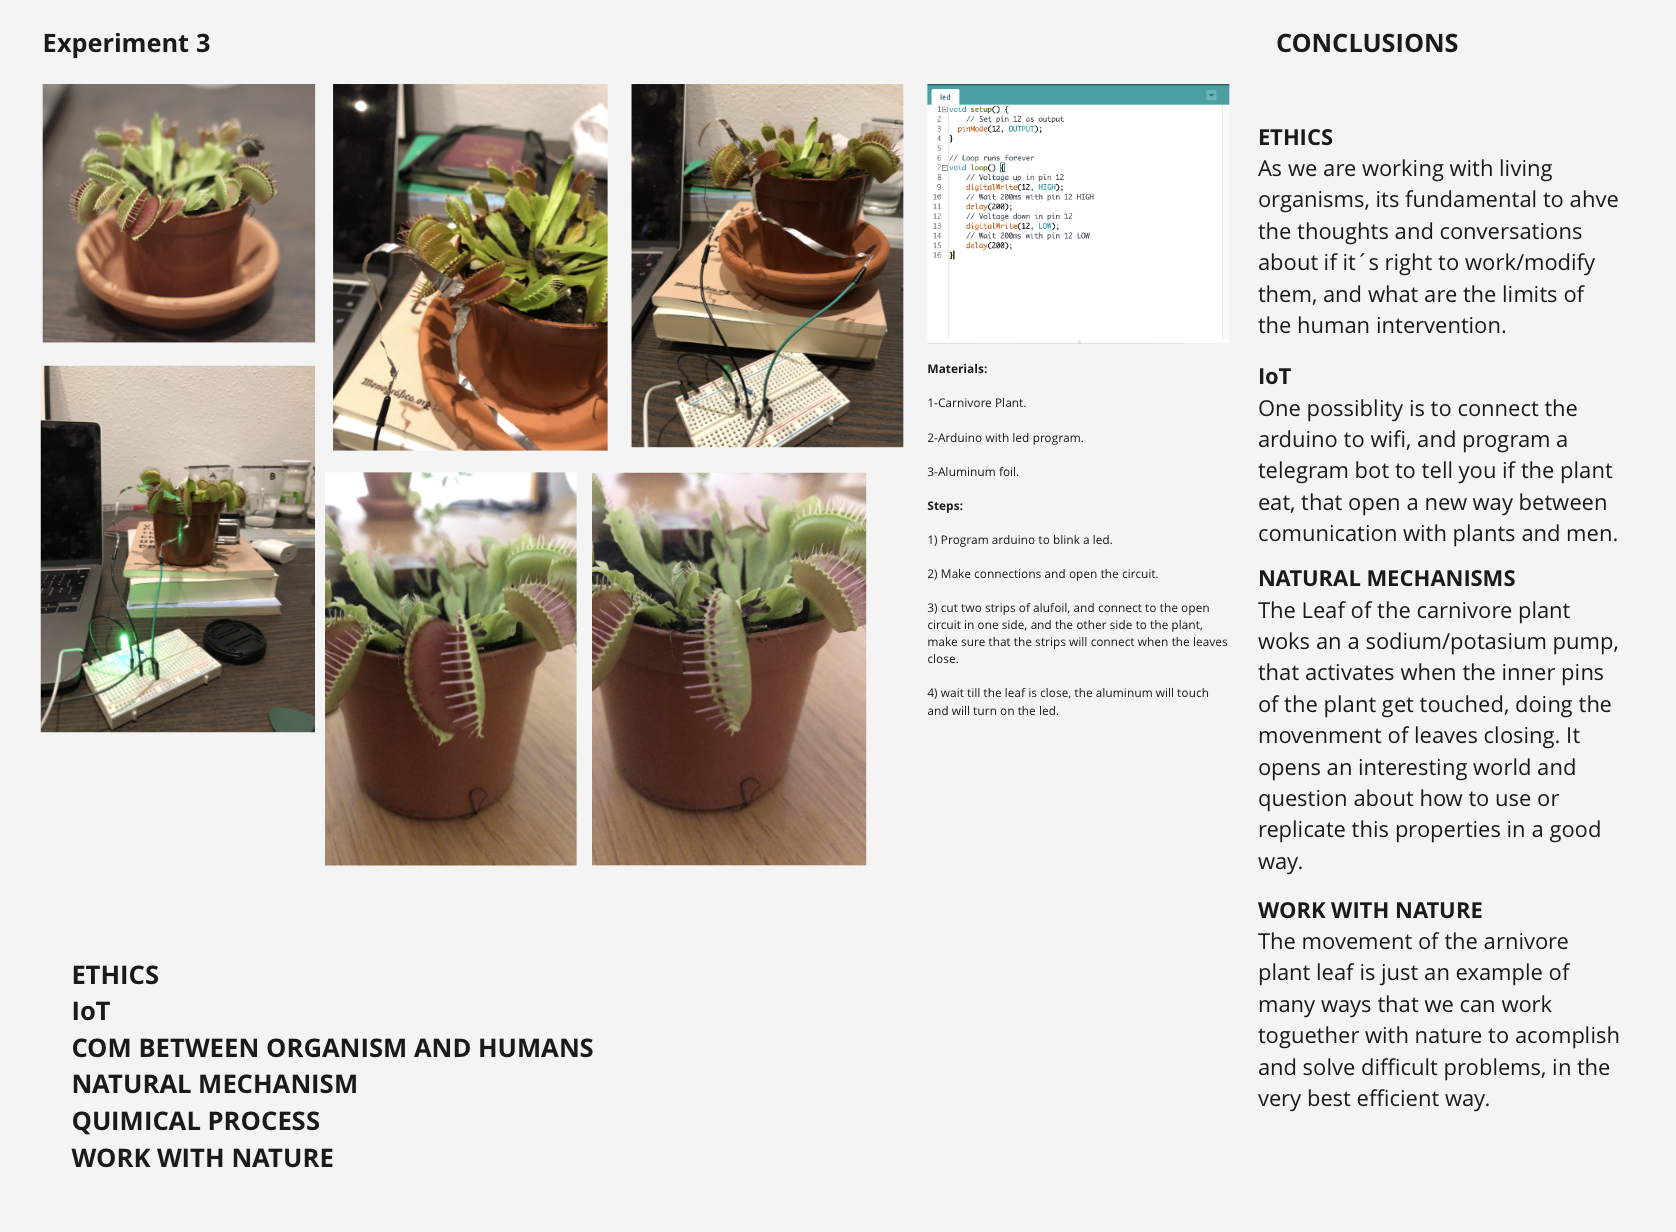 Experiment 3
led
1 void setup() {
2 // Set pin 12 as output
3 pinMode(12, OUTPUT);
4 }
5
6 // Loop runs forever
7 void loop() {
8 // Voltage up in pin 12
9 digitalWrite(12, HIGH);
10 // Wait 200ms with pin 12 HIGH
11 delay(200);
12 // Voltage down in pin 12
13 digitalWrite(12, LOW);
14 // Wait 200ms with pin 12 LOW
15 delay(200);
16 }
Monográfica.org
Materials:
1-Carnivore Plant.
2-Arduino with led program.
3-Aluminum foil.
Steps:
1) Program arduino to blink a led.
2) Make connections and open the circuit.
3) cut two strips of alufoil, and connect to the open
circuit in one side, and the other side to the plant,
make sure that the strips will connect when the leaves
close.
4) wait till the leaf is close, the aluminum will touch
and will turn on the led.
ETHICS
IoT
COM BETWEEN ORGANISM AND HUMANS
NATURAL MECHANISM
QUIMICAL PROCESS
WORK WITH NATURE
CONCLUSIONS
ETHICS
As we are working with living
organisms, its fundamental to ahve
the thoughts and conversations
about if it´s right to work/modify
them, and what are the limits of
the human intervention.
IoT
One possiblity is to connect the
arduino to wifi, and program a
telegram bot to tell you if the plant
eat, that open a new way between
comunication with plants and men.
NATURAL MECHANISMS
The Leaf of the carnivore plant
woks an a sodium/potasium pump,
that activates when the inner pins
of the plant get touched, doing the
movenment of leaves closing. It
opens an interesting world and
question about how to use or
replicate this properties in a good
way.
WORK WITH NATURE
The movement of the arnivore
plant leaf is just an example of
many ways that we can work
toguether with nature to acomplish
and solve difficult problems, in the
very best efficient way.